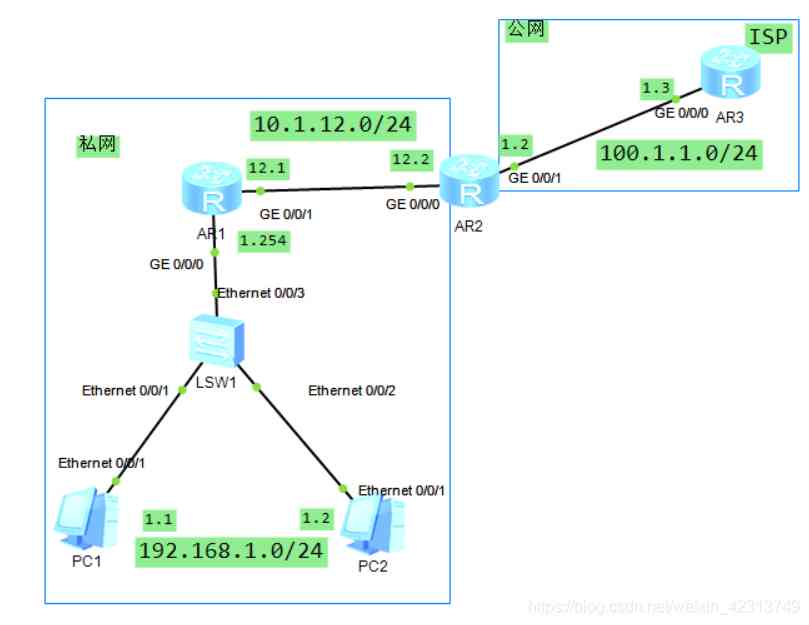 公网
ISP
1.3
GE 0/0/0
AR3
1.2
100.1.1.0/24
GE 0/0/1
私网
10.1.12.0/24
12.1
12.2
GE 0/0/1
GE 0/0/0
AR2
AR1
1.254
GE 0/0/0
Ethernet 0/0/3
LSW1
Ethernet 0/0/1
Ethernet 0/0/2
Ethernet 0/0/1
Ethernet 0/0/1
1.1
1.2
192.168.1.0/24
PC1
PC2
https://blog.csdn.net/weixin_42313749